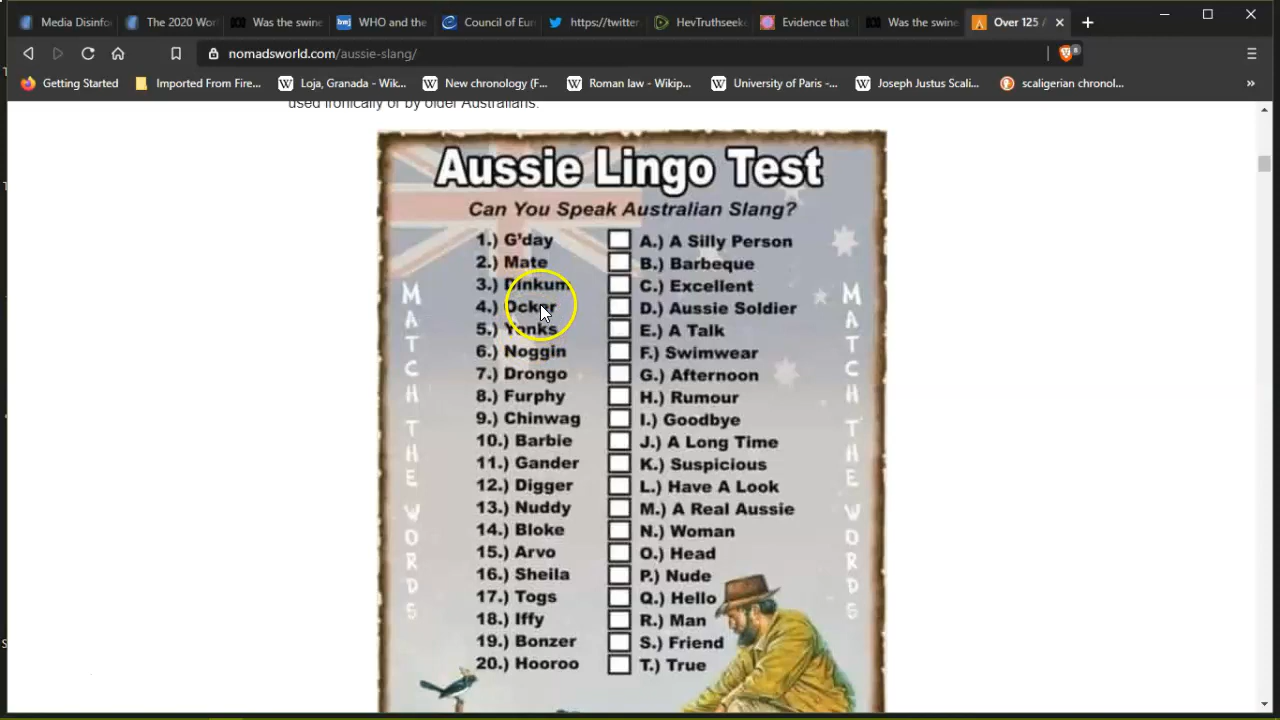 Media Disinfo
The 2020 Wor
Was the swine
WHO and the
Council of Eur
https://twitter
HevTruthseeke
Evidence that
Was the swine
Over 125 A
nomadsworld.com/aussie-slang/
Getting Started
Imported From Fire...
Loja, Granada - Wik...
New chronology (F...
Roman law - Wikip...
University of Paris -...
Joseph Justus Scali...
scaligerian chronol...
used ironically or by older Australians.
Aussie Lingo Test
Can You Speak Australian Slang?
MATCH THE WORDS
1.) G'day
2.) Mate
3.) Dinkum
4.) Ocker
5.) Yanks
6.) Noggin
7.) Drongo
8.) Furphy
9.) Chinwag
10.) Barbie
11.) Gander
12.) Digger
13.) Nuddy
14.) Bloke
15.) Arvo
16.) Sheila
17.) Togs
18.) Iffy
19.) Bonzer
20.) Hooroo
A.) A Silly Person
B.) Barbeque
C.) Excellent
D.) Aussie Soldier
E.) A Talk
F.) Swimwear
G.) Afternoon
H.) Rumour
I.) Goodbye
J.) A Long Time
K.) Suspicious
L.) Have A Look
M.) A Real Aussie
N.) Woman
O.) Head
P.) Nude
Q.) Hello
R.) Man
S.) Friend
T.) True
MATCH THE WORDS